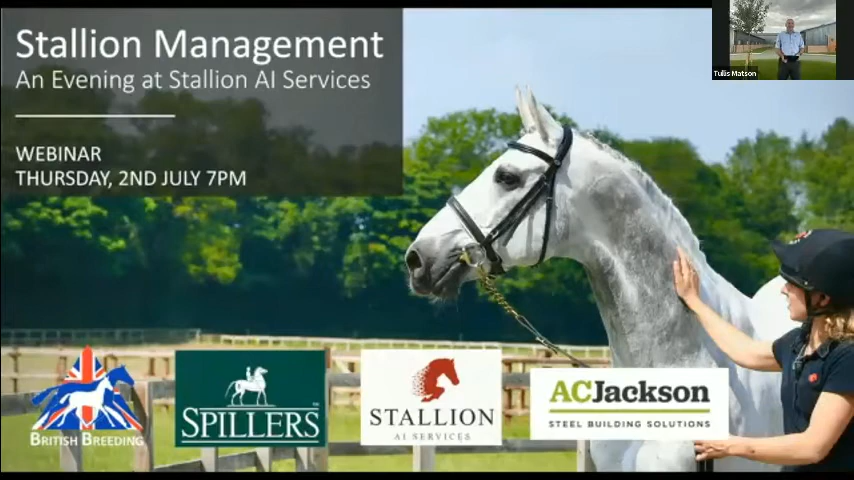 Stallion Management
An Evening at Stallion AI Services
WEBINAR
THURSDAY, 2ND JULY 7PM
Tullis Matson
BRITISH BREEDING
SPILLERS
STALLION
AI SERVICES
ACJackson
STEEL BUILDING SOLUTIONS